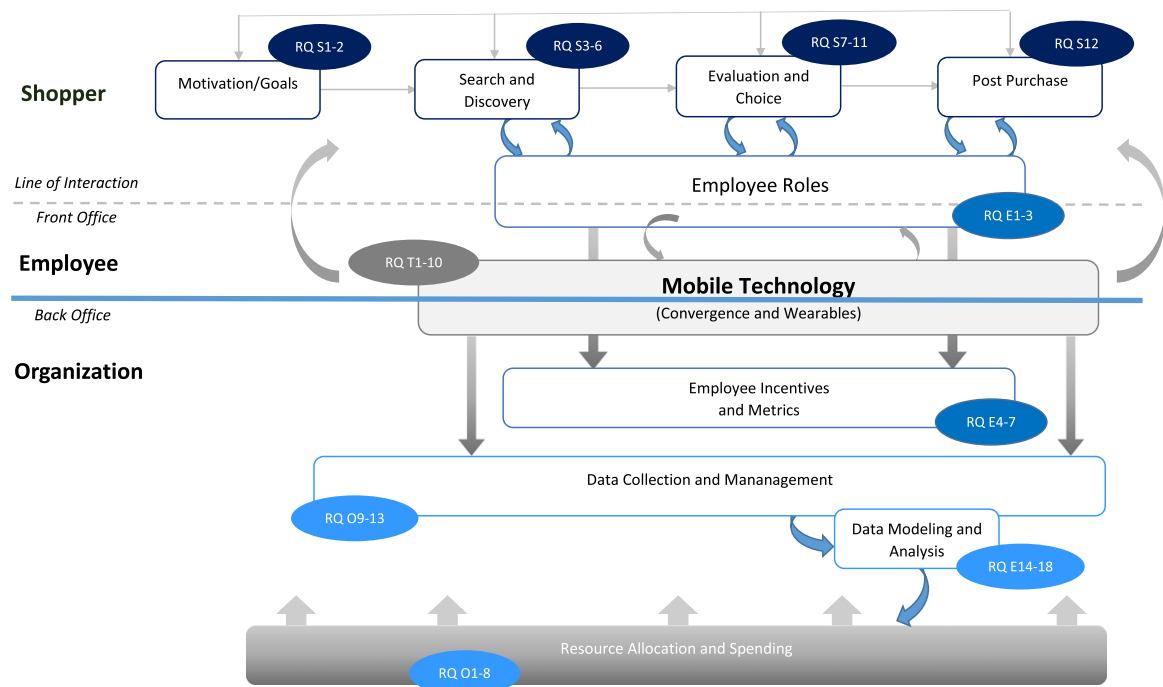 RQ S1-2
RQ S3-6
RQ S7-11
RQ S12
Shopper
Motivation/Goals
Search and
Discovery
Evaluation and
Choice
Post Purchase
Line of Interaction
Employee Roles
Front Office
RQ E1-3
Employee
RQ T1-10
Mobile Technology
Back Office
(Convergence and Wearables)
Organization
Employee Incentives
and Metrics
RQ E4-7
Data Collection and Mananagement
RQ O9-13
Data Modeling and
Analysis
RQ E14-18
Resource Allocation and Spending
RQ O1-8